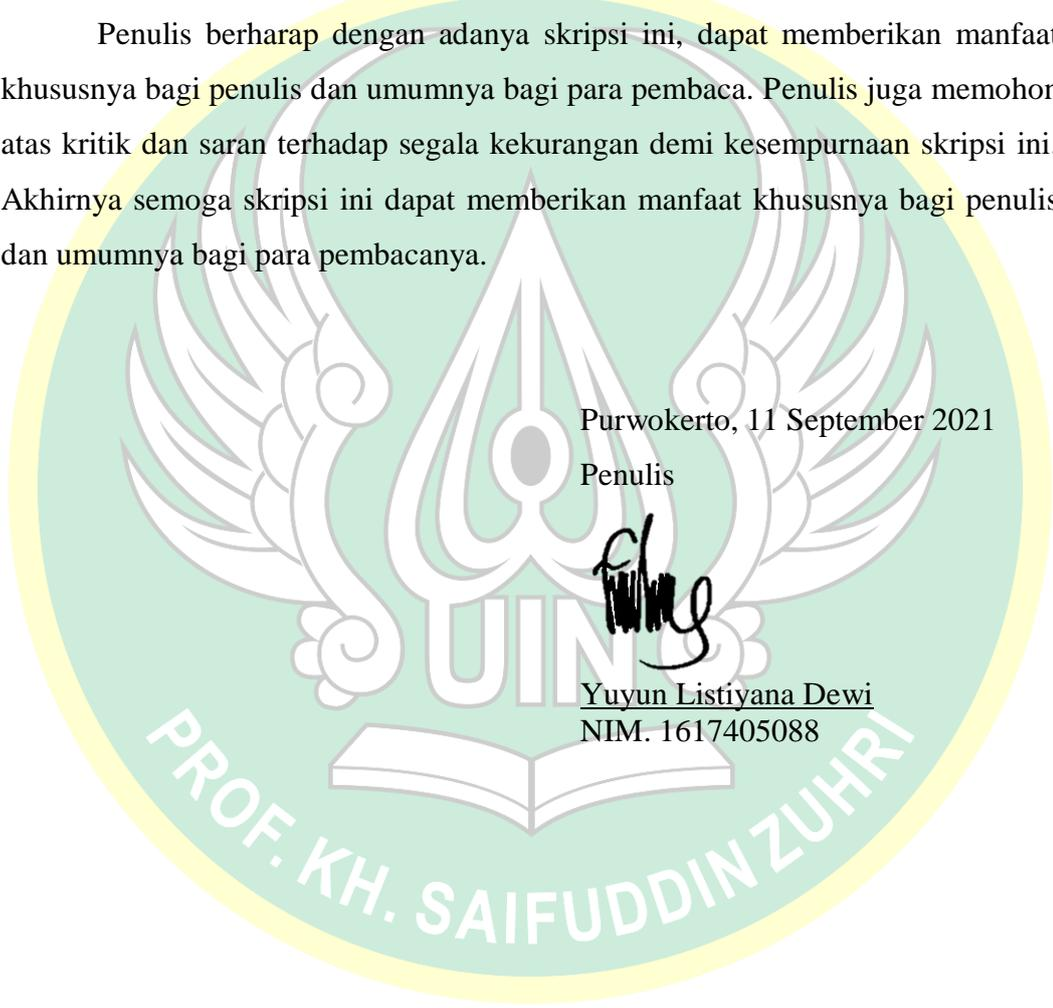 Penulis berharap dengan adanya skripsi ini, dapat memberikan manfaat
khususnya bagi penulis dan umumnya bagi para pembaca. Penulis juga memohon
atas kritik dan saran terhadap segala kekurangan demi kesempurnaan skripsi ini.
Akhirnya semoga skripsi ini dapat memberikan manfaat khususnya bagi penulis
dan umumnya bagi para pembacanya.
Purwokerto, 11 September 2021
Penulis
UIN
Yuyun Listiyana Dewi
NIM. 1617405088
PROF. KH. SAIFUDDIN ZUHRI